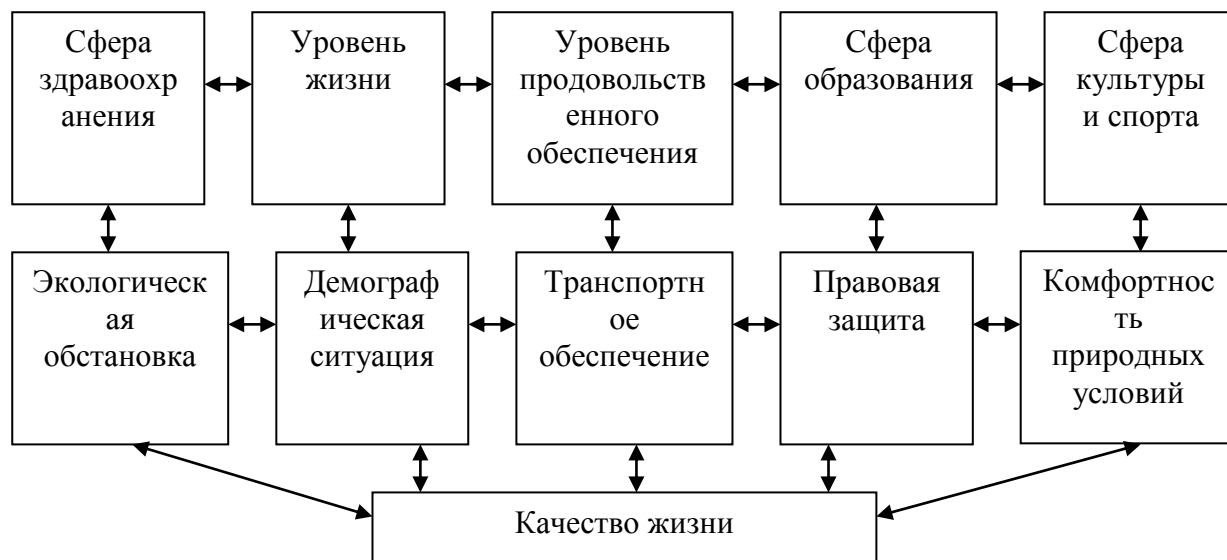 Сфера
здравоохр
анения
Уровень
жизни
Уровень
продовольств
енного
обеспечения
Сфера
образования
Сфера
культуры
и спорта
Экологическ
ая
обстановка
Демограф
ическая
ситуация
Транспортн
ое
обеспечение
Правовая
защита
Комфортнос
ть
природных
условий
Качество жизни